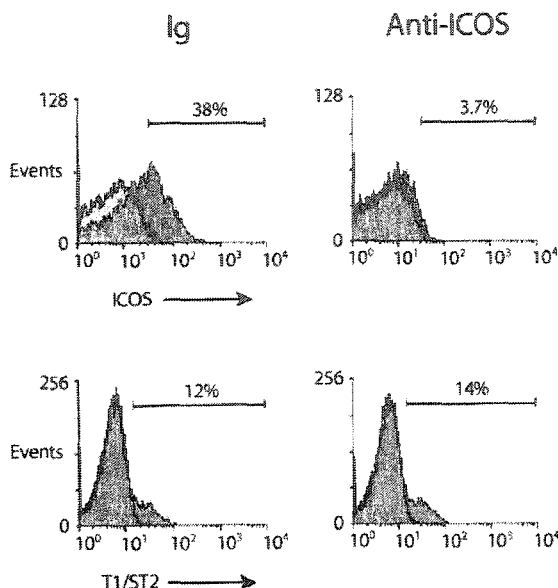 Ig Anti-ICOS
128 128
38% 3.7%
Events
0 0
10⁰ 10¹ 10² 10³ 10⁴ 10⁰ 10¹ 10² 10³ 10⁴
ICOS
256 256
12% 14%
Events
0 0
10⁰ 10¹ 10² 10³ 10⁴ 10⁰ 10¹ 10² 10³ 10⁴
T1/ST2